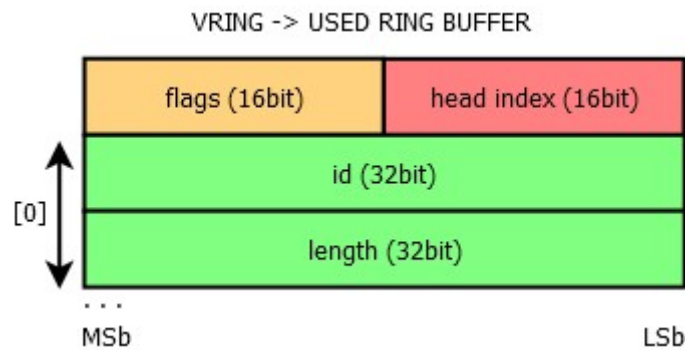 VRING -> USED RING BUFFER
flags (16bit) head index (16bit)
id (32bit)
[0]
length (32bit)
. . .
MSb LSb